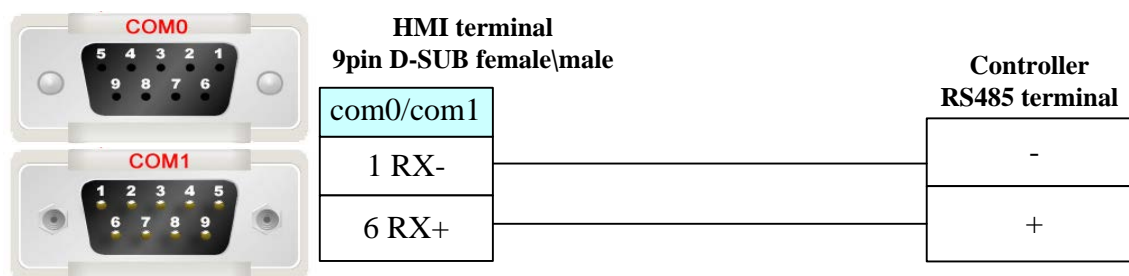 COM0
5 4 3 2 1
9 8 7 6
COM1
1 2 3 4 5
6 7 8 9
HMI terminal
9pin D-SUB female\male
com0/com1
1 RX-
6 RX+
Controller
RS485 terminal
-
+